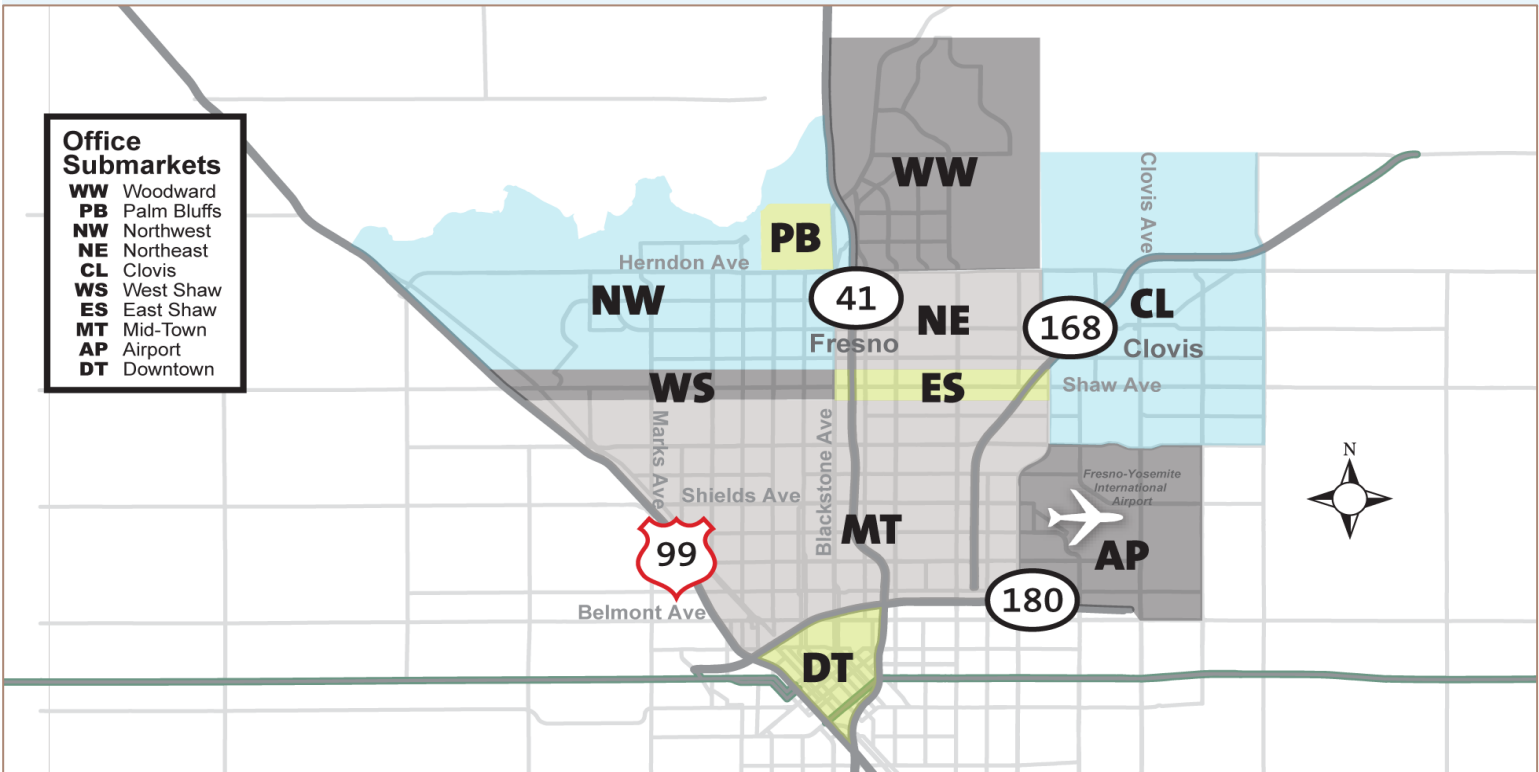 Office
Submarkets
WW Woodward
PB Palm Bluffs
NW Northwest
NE Northeast
CL Clovis
WS West Shaw
ES East Shaw
MT Mid-Town
AP Airport
DT Downtown
WW
Clovis Ave
PB
Herndon Ave
NW
41
NE
168
CL
Fresno
Clovis
WS
ES
Shaw Ave
Marks Ave
Blackstone Ave
N
Fresno-Yosemite
International
Airport
Shields Ave
MT
99
AP
180
Belmont Ave
DT